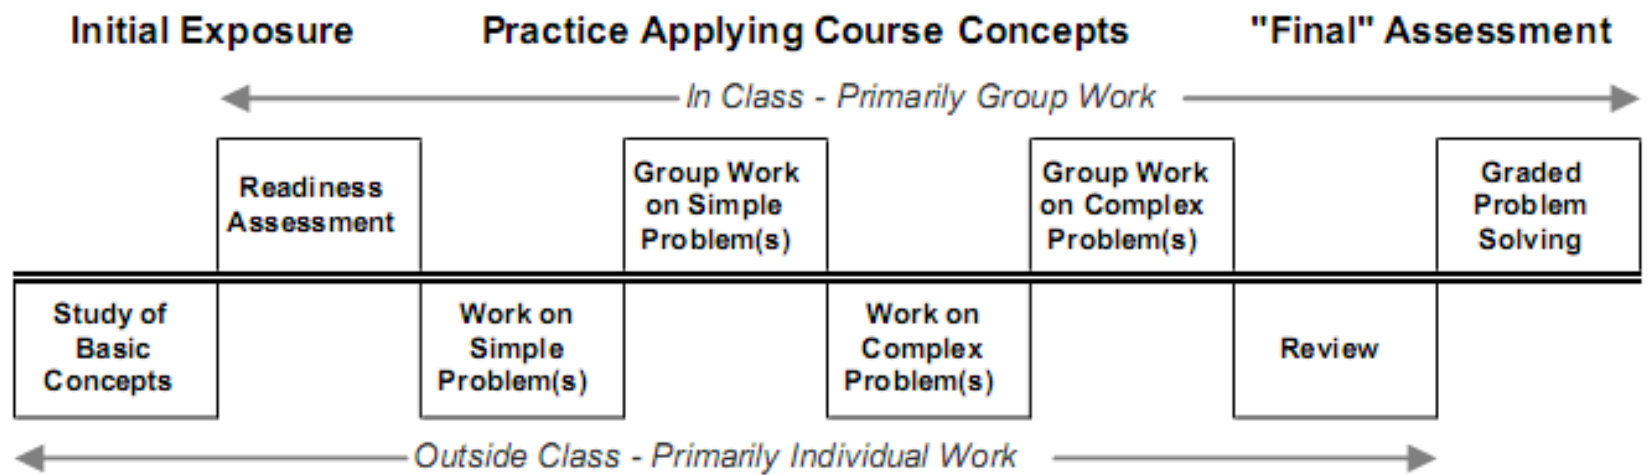 Initial Exposure
Practice Applying Course Concepts
"Final" Assessment
In Class - Primarily Group Work
Readiness
Assessment
Group Work
on Simple
Problem(s)
Group Work
on Complex
Problem(s)
Graded
Problem
Solving
Study of
Basic
Concepts
Work on
Simple
Problem(s)
Work on
Complex
Problem(s)
Review
Outside Class - Primarily Individual Work